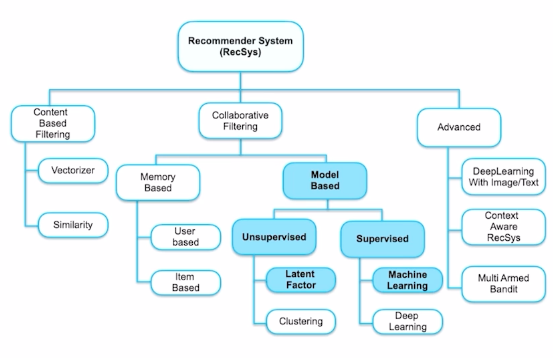 Recommender System
(RecSys)
Content
Based
Filtering
Collaborative
Filtering
Advanced
Vectorizer
Similarity
Memory
Based
Model
Based
User
based
Item
Based
Unsupervised
Supervised
Latent
Factor
Clustering
Machine
Learning
Deep
Learning
DeepLearning
With Image/Text
Context
Aware
RecSys
Multi Armed
Bandit